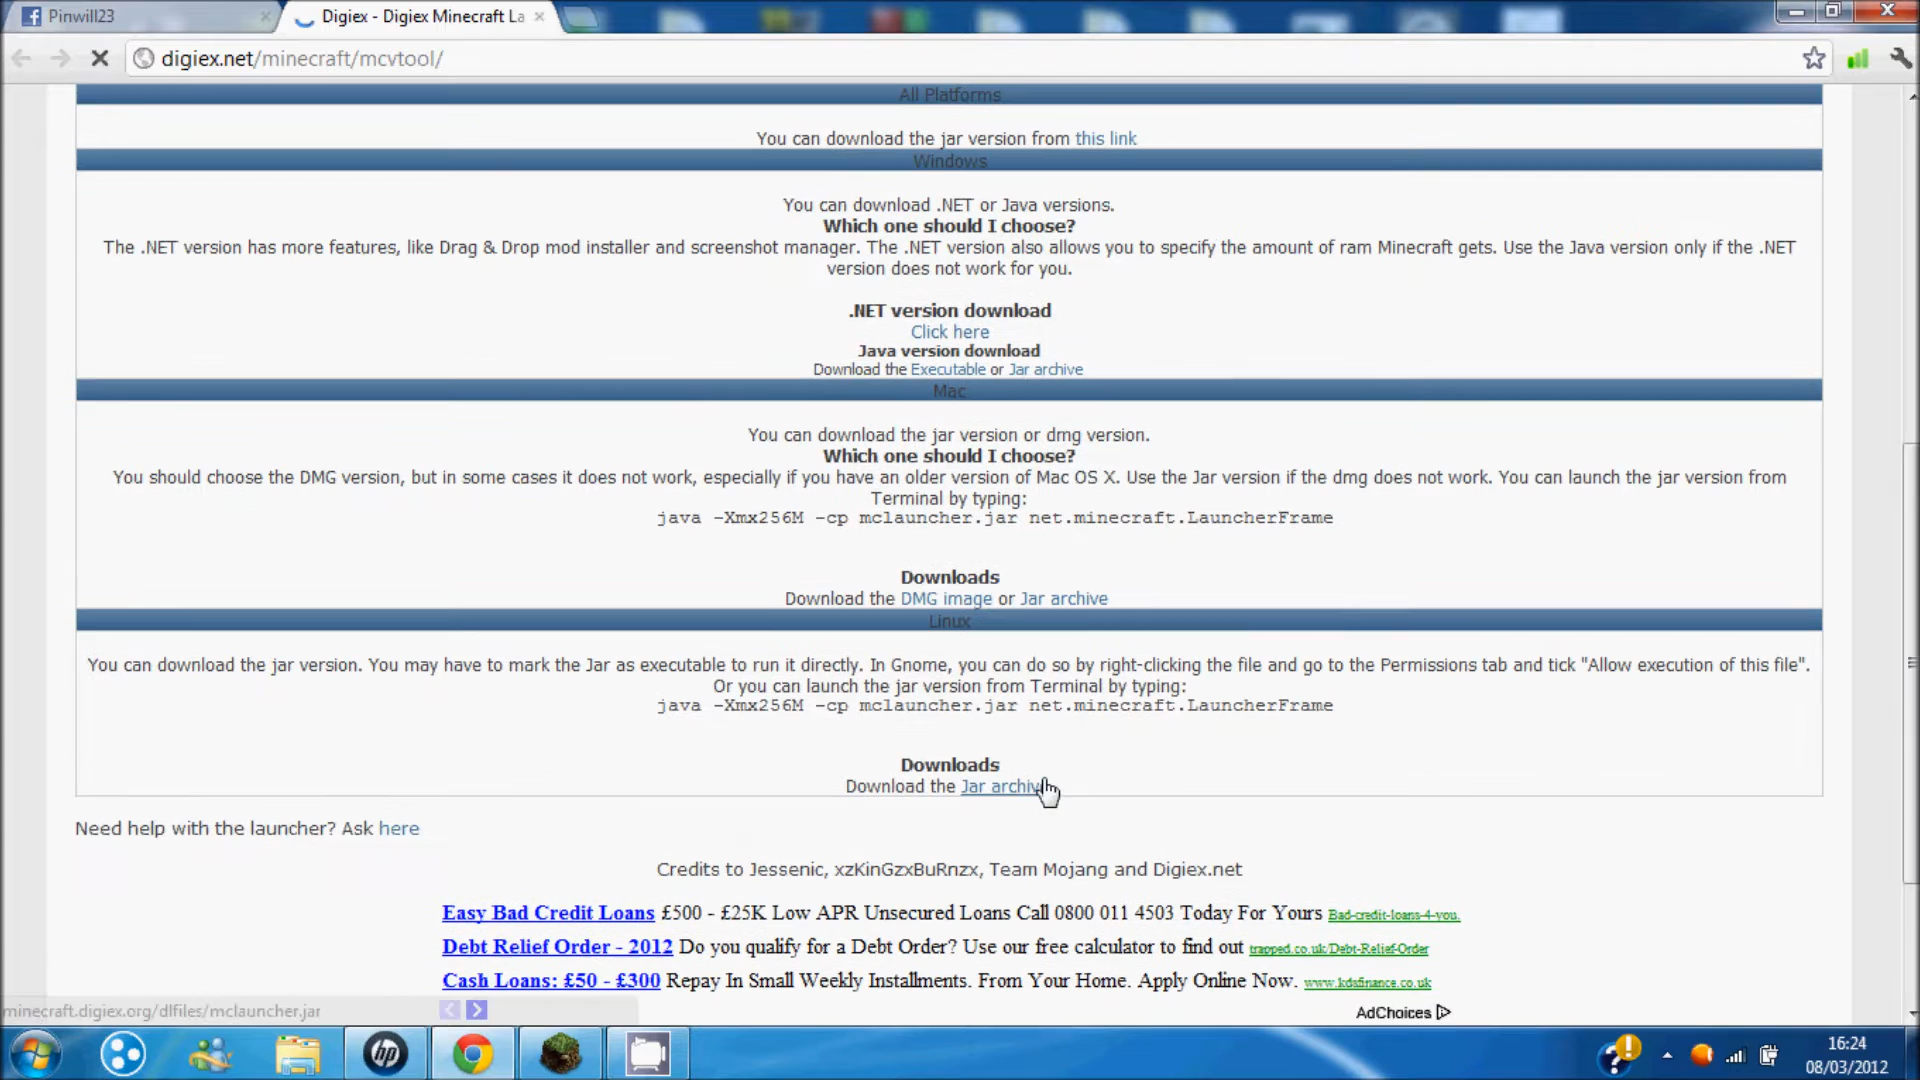 Pinwill23
Digiex - Digiex Minecraft La
digiex.net/minecraft/mcvtool/
All Platforms
You can download the jar version from this link
Windows
You can download .NET or Java versions.
Which one should I choose?
The .NET version has more features, like Drag & Drop mod installer and screenshot manager. The .NET version also allows you to specify the amount of ram Minecraft gets. Use the Java version only if the .NET
version does not work for you.
.NET version download
Click here
Java version download
Download the Executable or Jar archive
Mac
You can download the jar version or dmg version.
Which one should I choose?
You should choose the DMG version, but in some cases it does not work, especially if you have an older version of Mac OS X. Use the Jar version if the dmg does not work. You can launch the jar version from
Terminal by typing:
java -Xmx256M -cp mclauncher.jar net.minecraft.LauncherFrame
Downloads
Download the DMG image or Jar archive
Linux
You can download the jar version. You may have to mark the Jar as executable to run it directly. In Gnome, you can do so by right-clicking the file and go to the Permissions tab and tick "Allow execution of this file".
Or you can launch the jar version from Terminal by typing:
java -Xmx256M -cp mclauncher.jar net.minecraft.LauncherFrame
Downloads
Download the Jar archiv
Need help with the launcher? Ask here
Credits to Jessenic, xzKinGzxBuRnzx, Team Mojang and Digiex.net
Easy Bad Credit Loans £500 - £25K Low APR Unsecured Loans Call 0800 011 4503 Today For Yours Bad-credit-loans-4-you.
Debt Relief Order - 2012 Do you qualify for a Debt Order? Use our free calculator to find out trapped.co.uk/Debt-Relief-Order
Cash Loans: £50 - £300 Repay In Small Weekly Installments. From Your Home. Apply Online Now. www.kdsfinance.co.uk
minecraft.digiex.org/dlfiles/mclauncher.jar
AdChoices
hp
16:24
08/03/2012